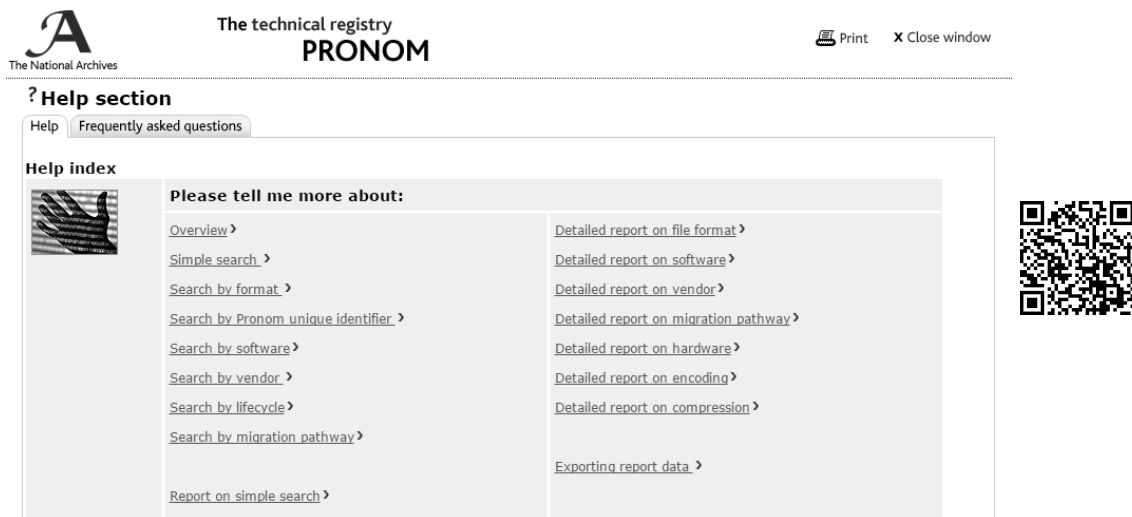 The technical registry
PRONOM
The National Archives
Print
X Close window
? Help section
Help
Frequently asked questions
Help index
Please tell me more about:
Overview
Simple search
Search by format
Search by Pronom unique identifier
Search by software
Search by vendor
Search by lifecycle
Search by migration pathway
Report on simple search
Detailed report on file format
Detailed report on software
Detailed report on vendor
Detailed report on migration pathway
Detailed report on hardware
Detailed report on encoding
Detailed report on compression
Exporting report data